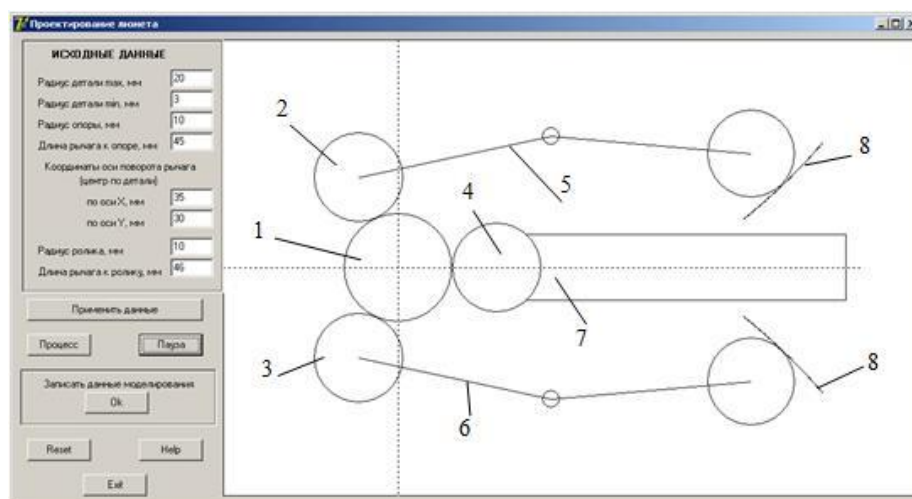 Проектирование люнета
ИСХОДНЫЕ ДАННЫЕ
Радиус детали max, мм 20
Радиус детали min, мм 3
Радиус опоры, мм 10
Длина рычага к опоре, мм 45
Координаты оси поворота рычага
(центр по детали)
по оси X, мм 35
по оси Y, мм 30
Радиус ролика, мм 10
Длина рычага к ролику, мм 46
Применить данные
Процесс Пауза
Записать данные моделирования
Ok
Reset Help
Exit
2
8
5
4
1
7
3
6
8